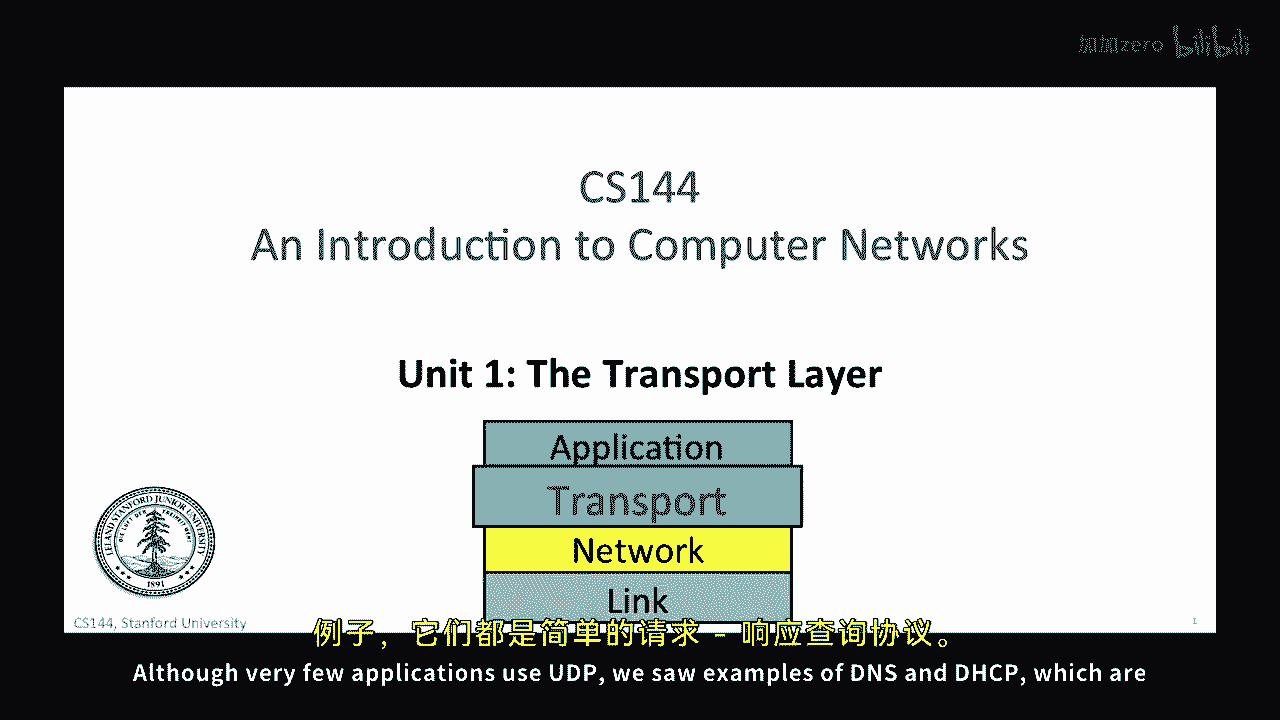 加加zero bilibili
CS144
An Introduction to Computer Networks
Unit 1: The Transport Layer
Application
Transport
Network
Link
LELAND STANFORD JUNIOR UNIVERSITY
1891
CS144, Stanford University
1
例子，它们都是简单的请求 - 响应查询协议。
Although very few applications use UDP, we saw examples of DNS and DHCP, which are